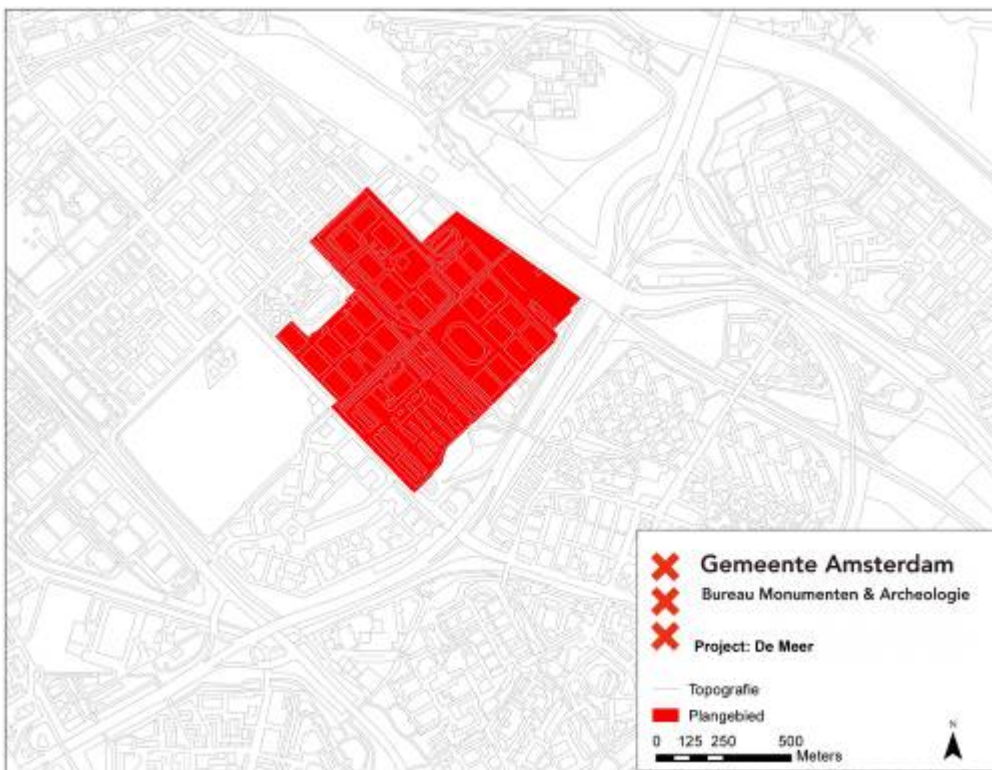 Gemeente Amsterdam
Bureau Monumenten & Archeologie
Project: De Meer
Topografie
Plangebied
0 125 250 500
Meters
N